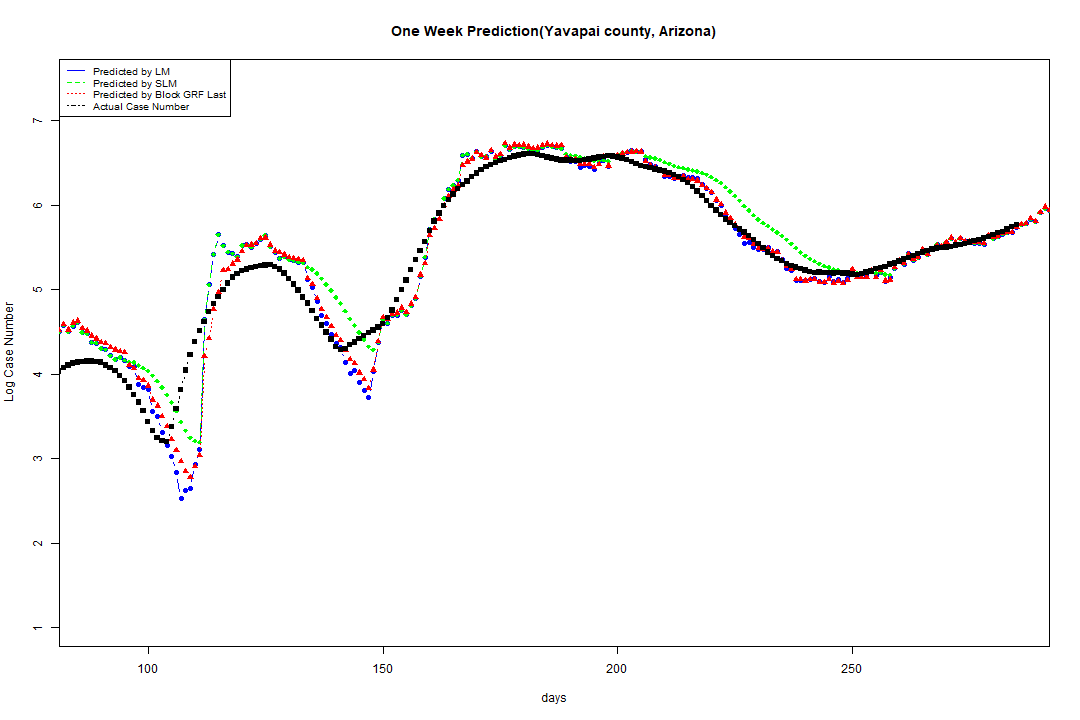 One Week Prediction(Yavapai county, Arizona)
Predicted by LM
Predicted by SLM
Predicted by Block GRF Last
Actual Case Number
7
6
5
4
3
2
1
Log Case Number
100 150 200 250
days